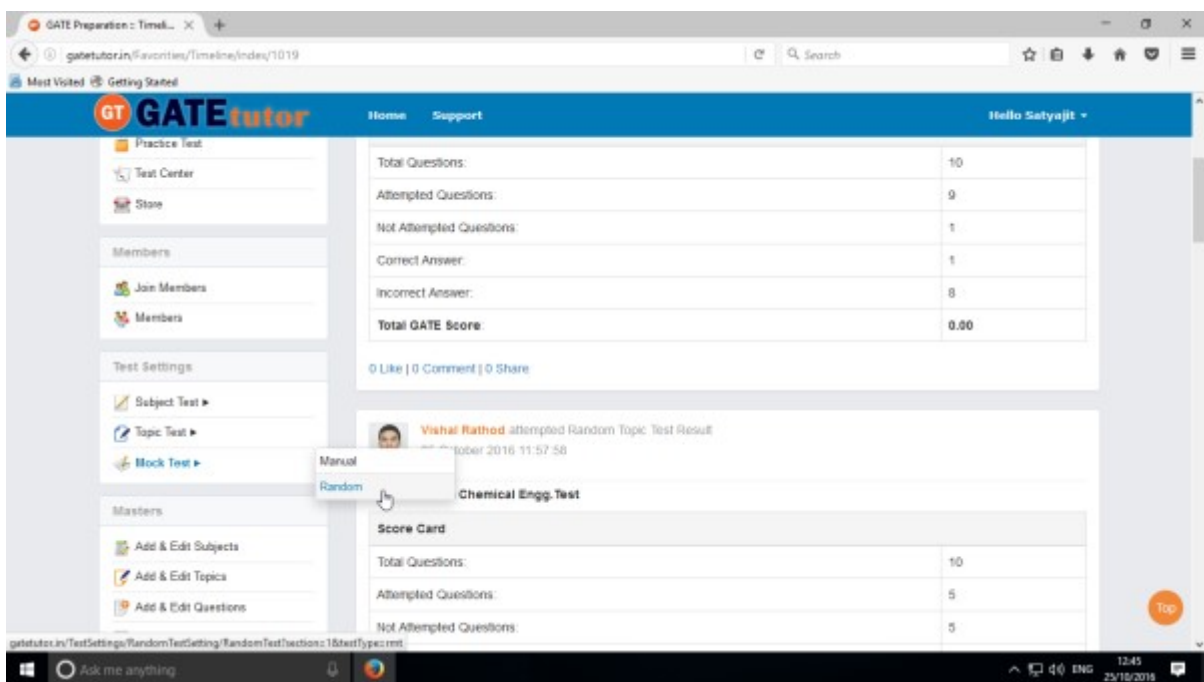 GATE Preparation :: Timeli...
gatetutor.in/Favorities/Timeline/Index/1019
Search
Most Visited Getting Started
GT GATEtutor Home Support Hello Satyajit
Practice Test
Test Center
Store
Members
Join Members
Members
Test Settings
Subject Test
Topic Test
Mock Test
Manual
Random
Masters
Add & Edit Subjects
Add & Edit Topics
Add & Edit Questions
Total Questions: 10
Attempted Questions: 9
Not Attempted Questions: 1
Correct Answer: 1
Incorrect Answer: 8
Total GATE Score: 0.00
0 Like | 0 Comment | 0 Share
Vishal Rathod attempted Random Topic Test Result
October 2016 11:57:58
Chemical Engg.Test
Score Card
Total Questions: 10
Attempted Questions: 5
Not Attempted Questions: 5
Top
gatetutor.in/TestSettings/RandomTestSetting/RandomTest?section=1&testType=rmt
Ask me anything
ENG
12:45
25/10/2016